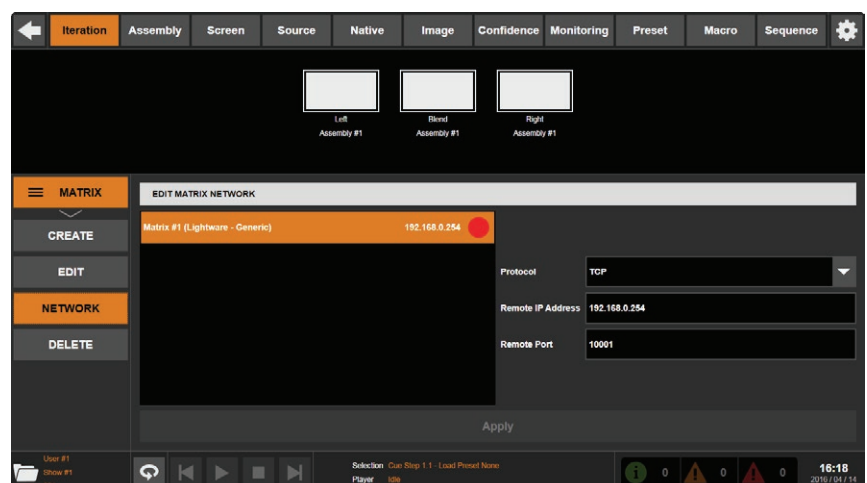 Iteration Assembly Screen Source Native Image Confidence Monitoring Preset Macro Sequence
Left Blend Right
Assembly #1 Assembly #1 Assembly #1
MATRIX
EDIT MATRIX NETWORK
CREATE
EDIT
NETWORK
DELETE
Matrix #1 (Lightware - Generic) 192.168.0.254
Protocol TCP
Remote IP Address 192.168.0.254
Remote Port 10001
Apply
User #1
Show #1
Selection Cue Step 1.1 - Load Preset None
Player Idle
0 0 0
16:18
2016 / 04 / 14